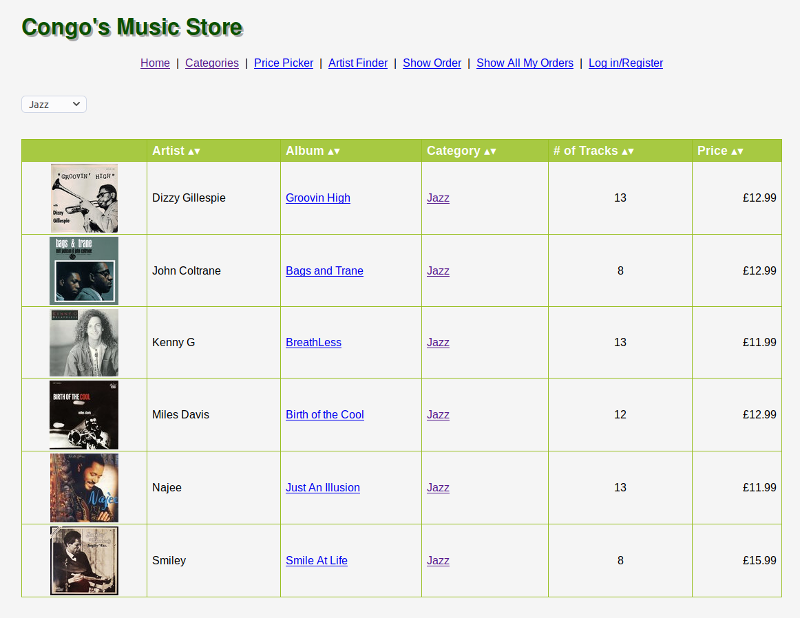 Congo's Music Store
Home | Categories | Price Picker | Artist Finder | Show Order | Show All My Orders | Log in/Register
Jazz
Artist ▲▼ Album ▲▼ Category ▲▼ # of Tracks ▲▼ Price ▲▼
"GROOVIN' HIGH"
Dizzy
Gillespie
Dizzy Gillespie Groovin High Jazz 13 £12.99
bags & trane
John Coltrane Bags and Trane Jazz 8 £12.99
Kenny G BreathLess Jazz 13 £11.99
BIRTH OF THE COOL
miles davis
Miles Davis Birth of the Cool Jazz 12 £12.99
Najee
Najee Just An Illusion Jazz 13 £11.99
Smiley Smile At Life Jazz 8 £15.99